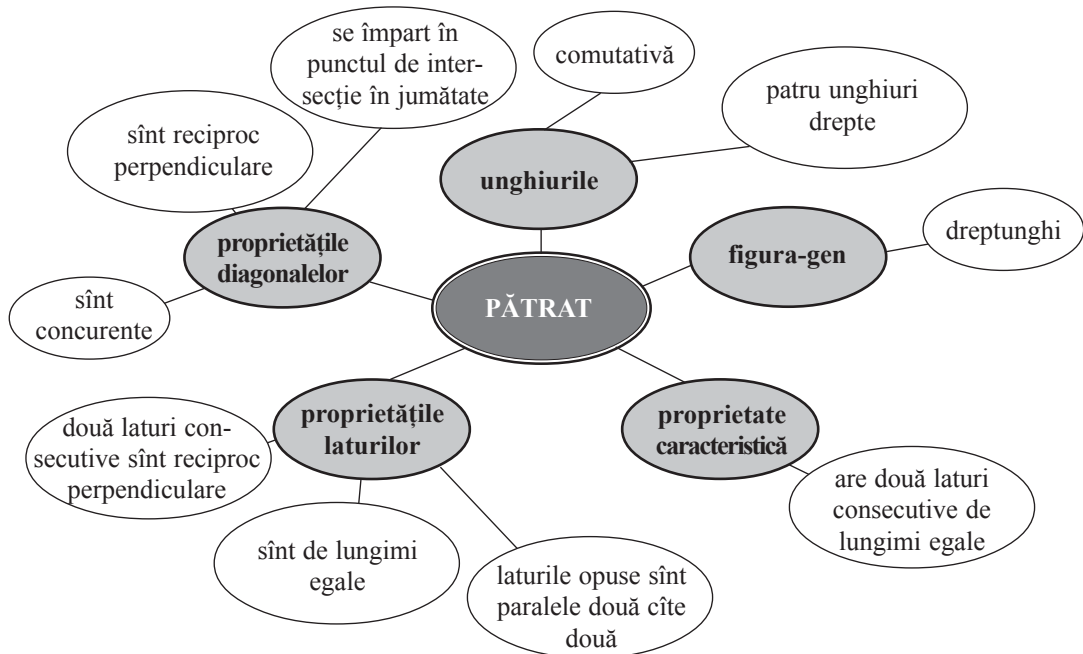 se împart în
punctul de inter-
secție în jumătate
comutativă
patru unghiuri
drepte
sînt reciproc
perpendiculare
unghiurile
proprietățile
diagonalelor
figura-gen
dreptunghi
sînt
concurente
PĂTRAT
proprietățile
laturilor
proprietate
caracteristică
două laturi con-
secutive sînt reciproc
perpendiculare
sînt de lungimi
egale
laturile opuse sînt
paralele două cîte
două
are două laturi
consecutive de
lungimi egale